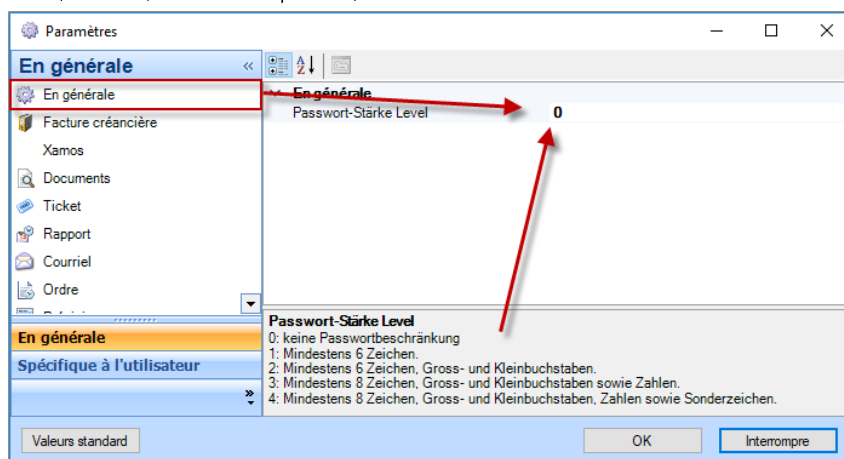 Paramètres
En générale «
En générale
Facture créancière
Xamos
Documents
Ticket
Rapport
Courriel
Ordre
En générale
Spécifique à l'utilisateur
»
En générale
Passwort-Stärke Level 0
Passwort-Stärke Level
0: keine Passwortbeschränkung
1: Mindestens 6 Zeichen.
2: Mindestens 6 Zeichen, Gross- und Kleinbuchstaben.
3: Mindestens 8 Zeichen, Gross- und Kleinbuchstaben sowie Zahlen.
4: Mindestens 8 Zeichen, Gross- und Kleinbuchstaben, Zahlen sowie Sonderzeichen.
Valeurs standard OK Interrompre